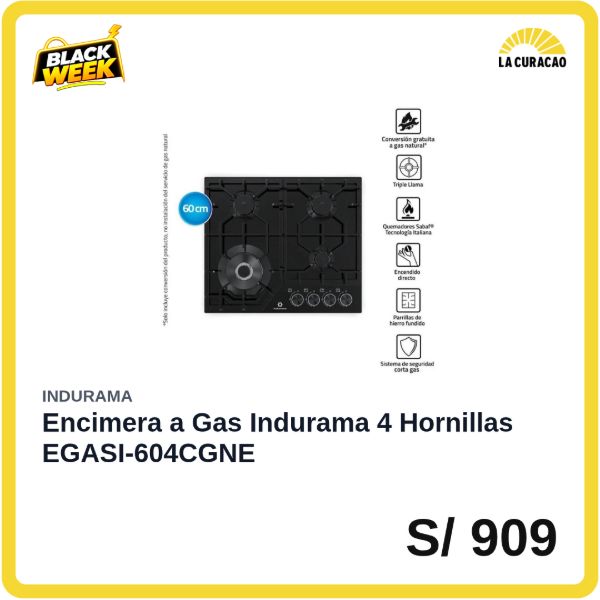 BLACK
WEEK
LA CURACAO
Conversión gratuita
a gas natural*
Triple Llama
Quemadores Sabaf®
Tecnología Italiana
Encendido
directo
Parrillas de
hierro fundido
Sistema de seguridad
corta gas
60cm
*Solo incluye conversión del producto, no instalación del servicio de gas natural
INDURAMA
Encimera a Gas Indurama 4 Hornillas
EGASI-604CGNE
S/ 909